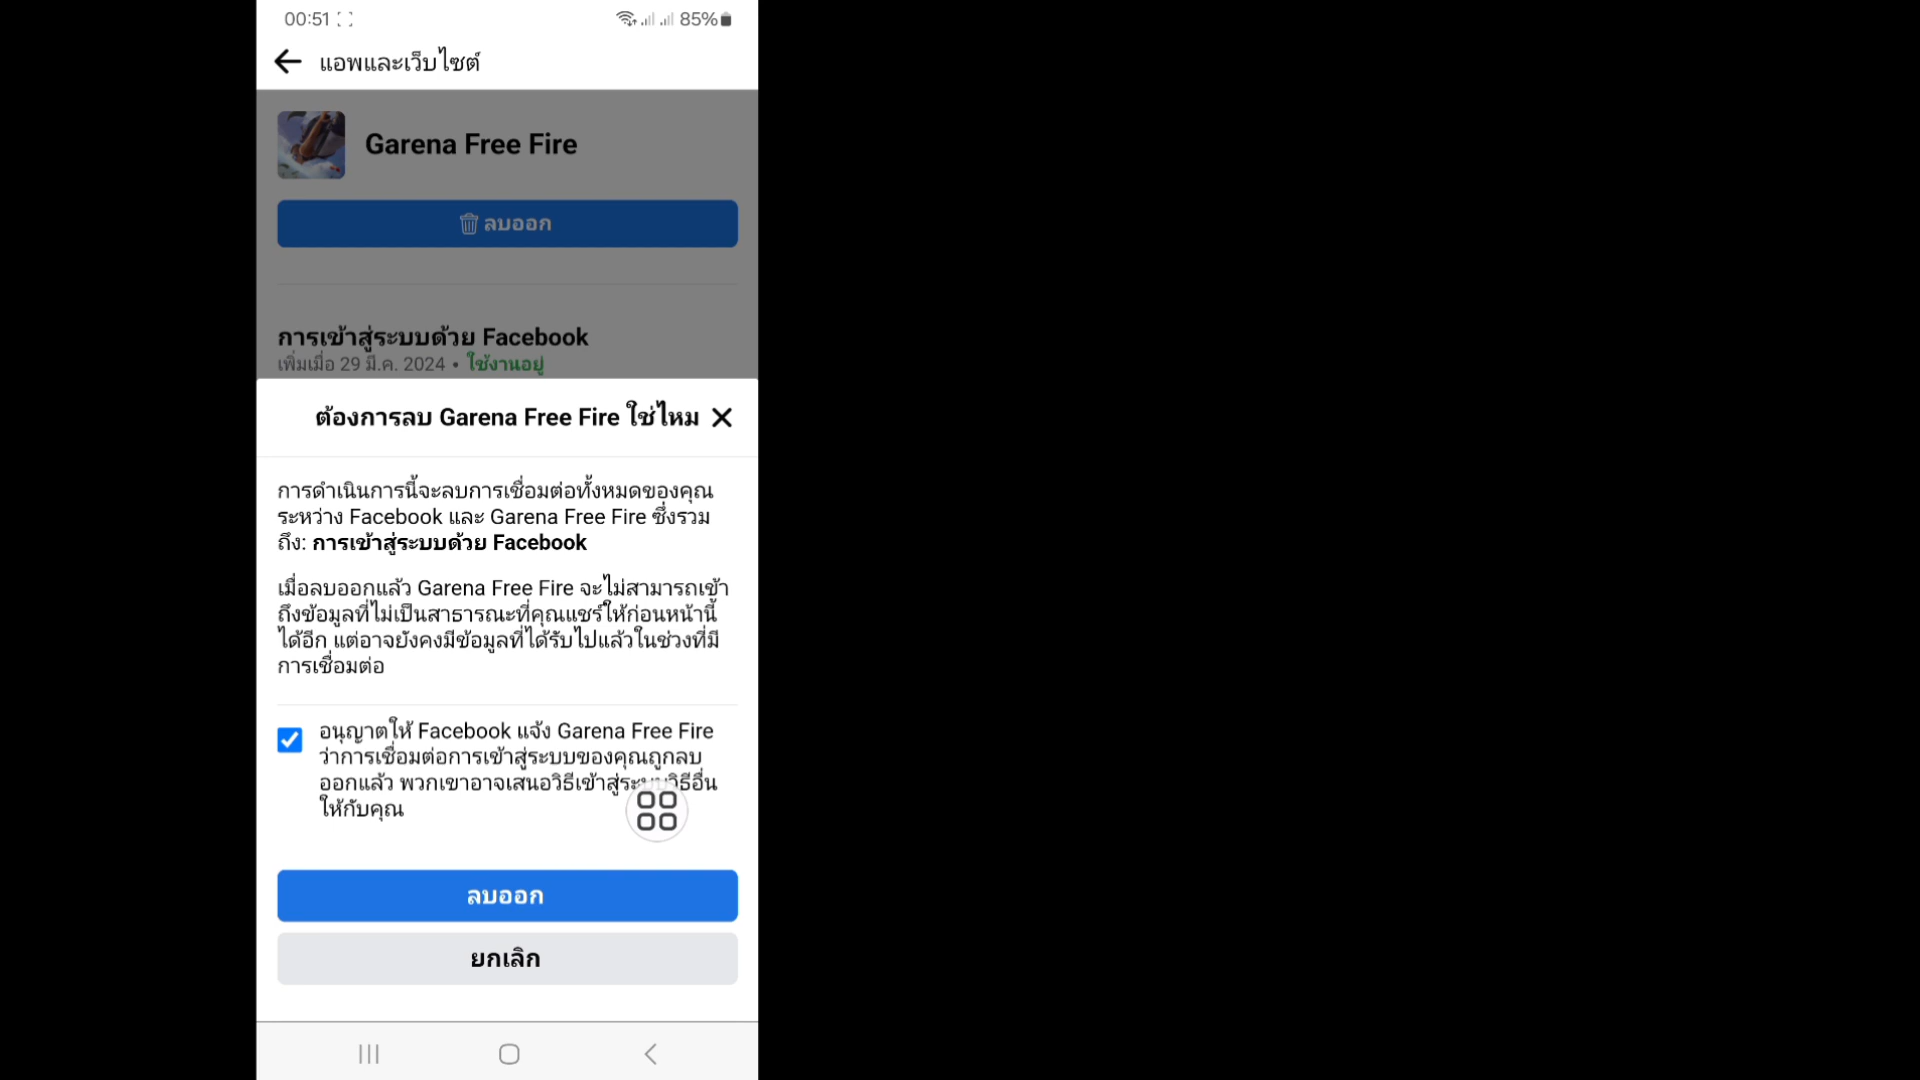 00:51 85%
แอพและเว็บไซต์
Garena Free Fire
ลบออก
การเข้าสู่ระบบด้วย Facebook
เพิ่มเมื่อ 29 มี.ค. 2024 • ใช้งานอยู่
ต้องการลบ Garena Free Fire ใช่ไหม
การดำเนินการนี้จะลบการเชื่อมต่อทั้งหมดของคุณ
ระหว่าง Facebook และ Garena Free Fire ซึ่งรวม
ถึง: การเข้าสู่ระบบด้วย Facebook
เมื่อลบออกแล้ว Garena Free Fire จะไม่สามารถเข้า
ถึงข้อมูลที่ไม่เป็นสาธารณะที่คุณแชร์ให้ก่อนหน้านี้
ได้อีก แต่อาจยังคงมีข้อมูลที่ได้รับไปแล้วในช่วงที่มี
การเชื่อมต่อ
อนุญาตให้ Facebook แจ้ง Garena Free Fire
ว่าการเชื่อมต่อการเข้าสู่ระบบของคุณถูกลบ
ออกแล้ว พวกเขาอาจเสนอวิธีเข้าสู่ระบบวิธีอื่น
ให้กับคุณ
ลบออก
ยกเลิก